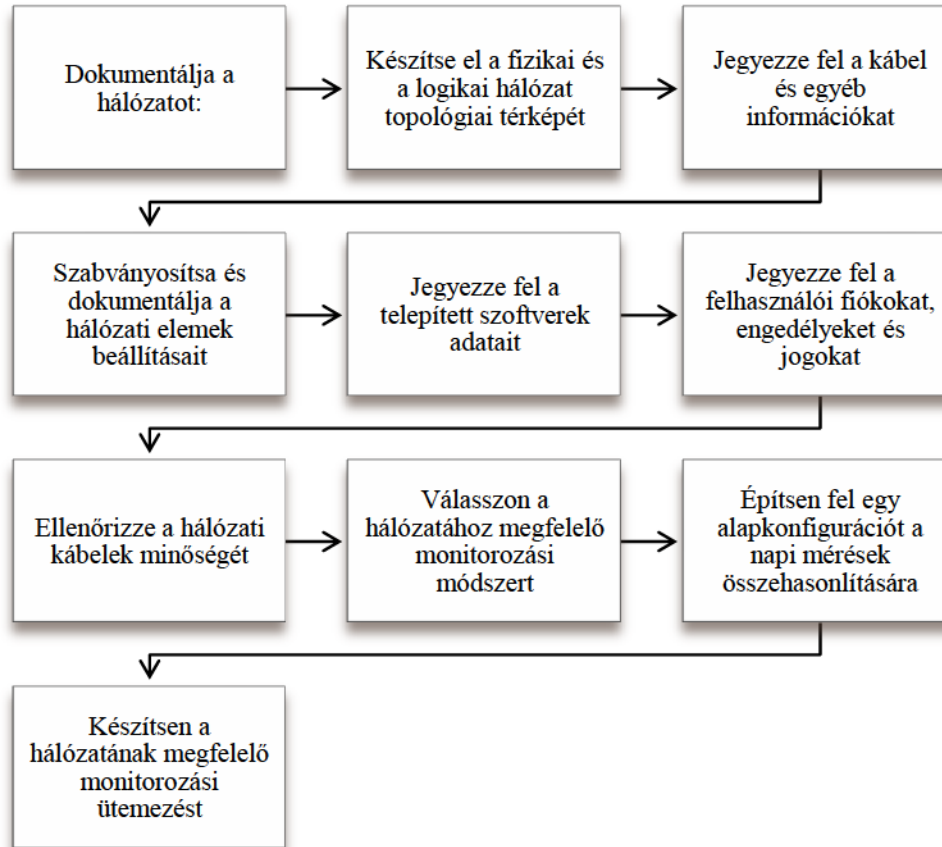 Dokumentálja a
hálózatot:
Készítse el a fizikai és
a logikai hálózat
topológiai térképét
Jegyezze fel a kábel
és egyéb
információkat
Szabványosítsa és
dokumentálja a
hálózati elemek
beállításait
Jegyezze fel a
telepített szoftverek
adatait
Jegyezze fel a
felhasználói fiókokat,
engedélyeket és
jogokat
Ellenőrizze a hálózati
kábelek minőségét
Válasszon a
hálózatához megfelelő
monitorozási
módszert
Építsen fel egy
alapkonfigurációt a
napi mérések
összehasonlítására
Készítsen a
hálózatának megfelelő
monitorozási
ütemezést